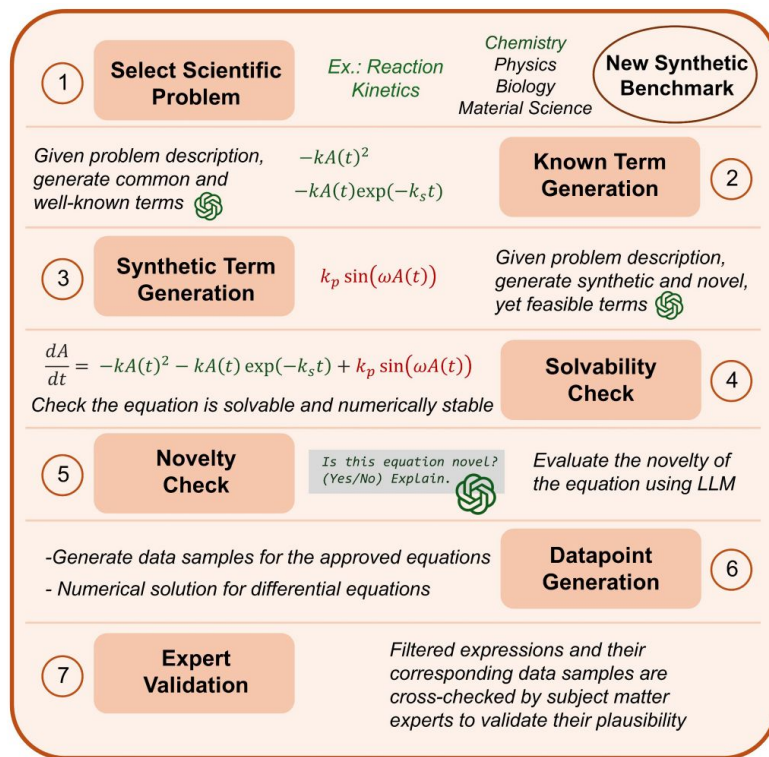 1
Select Scientific
Problem
Ex.: Reaction
Kinetics
Chemistry
Physics
Biology
Material Science
New Synthetic
Benchmark
Given problem description,
generate common and
well-known terms
−kA(t)²
−kA(t)exp(−kₛt)
Known Term
Generation
2
3
Synthetic Term
Generation
kₚ sin(ωA(t))
Given problem description,
generate synthetic and novel,
yet feasible terms
dA/dt = −kA(t)² − kA(t) exp(−kₛt) + kₚ sin(ωA(t))
Check the equation is solvable and numerically stable
Solvability
Check
4
5
Novelty
Check
Is this equation novel?
(Yes/No) Explain.
Evaluate the novelty of
the equation using LLM
-Generate data samples for the approved equations
- Numerical solution for differential equations
Datapoint
Generation
6
7
Expert
Validation
Filtered expressions and their
corresponding data samples are
cross-checked by subject matter
experts to validate their plausibility